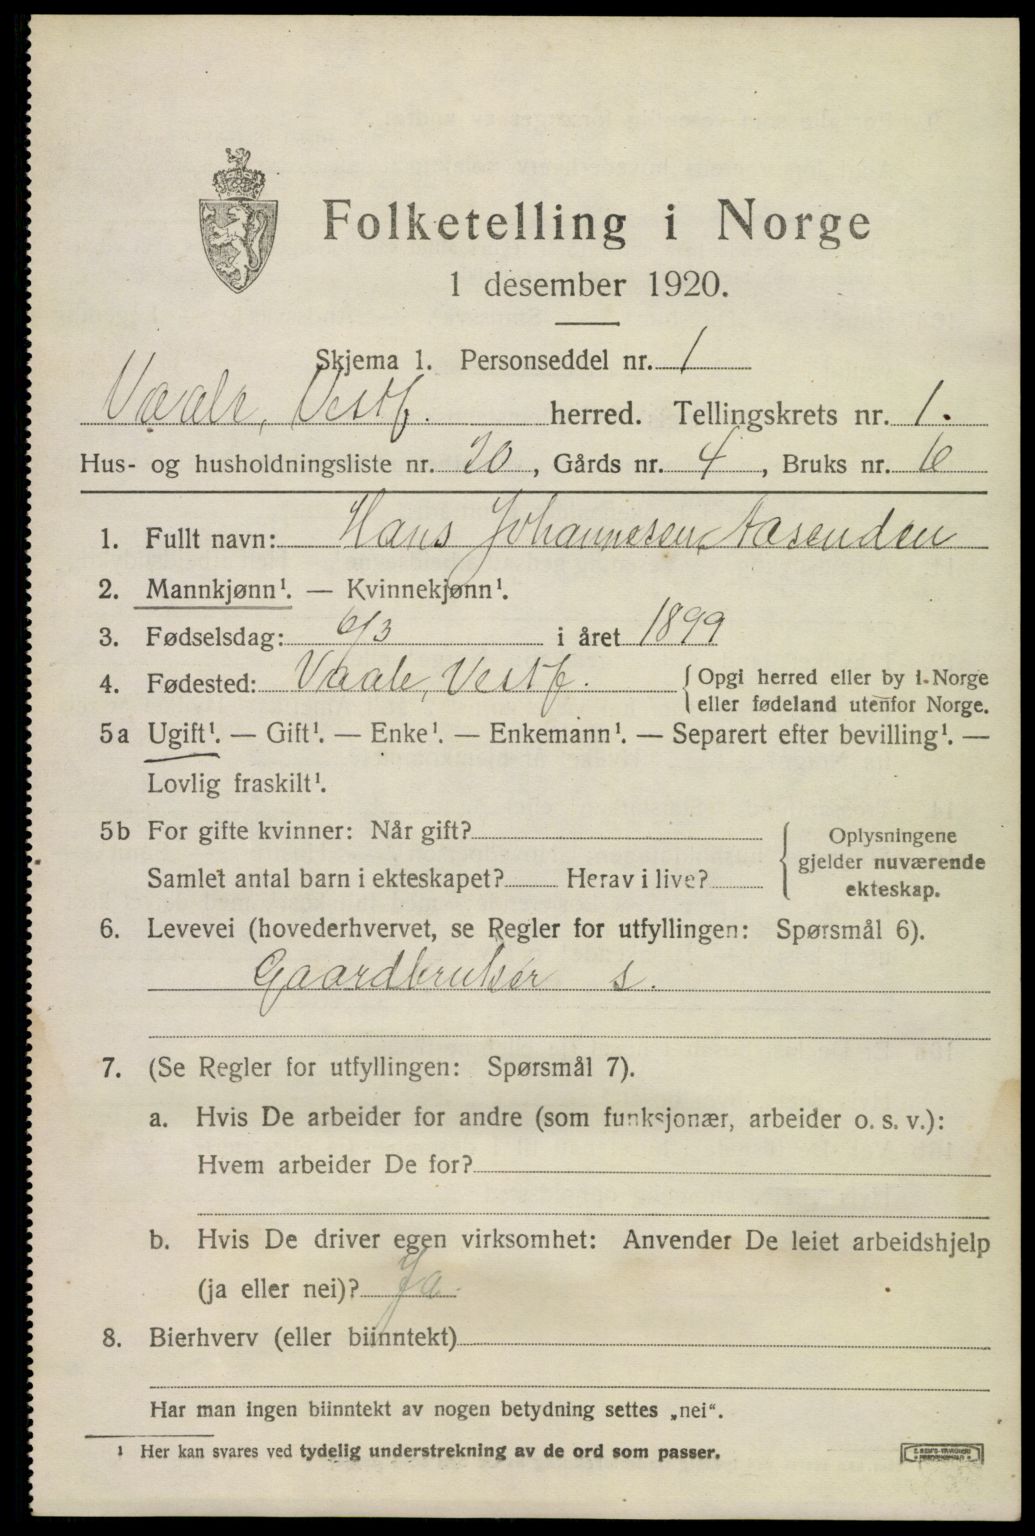 Folketelling i Norge
1 desember 1920.
Skjema 1. Personseddel nr. 1
Vaale, Vestf. herred. Tellingskrets nr. 1.
Hus- og husholdningsliste nr. 20, Gårds nr. 4, Bruks nr. 6
1. Fullt navn: Hans Johannesen Aasenden
2. Mannkjønn¹. — Kvinnekjønn¹.
3. Fødselsdag: 6/3 i året 1899
4. Fødested: Vaale, Vestf. { Opgi herred eller by i Norge
eller fødeland utenfor Norge.
5a Ugift¹. — Gift¹. — Enke¹. — Enkemann¹. — Separert efter bevilling¹. —
Lovlig fraskilt¹.
5b For gifte kvinner: Når gift?
Samlet antal barn i ekteskapet? Herav i live?
{ Oplysningene
gjelder nuværende
ekteskap.
6. Levevei (hovederhvervet, se Regler for utfyllingen: Spørsmål 6).
Gaardbruker s.
7. (Se Regler for utfyllingen: Spørsmål 7).
a. Hvis De arbeider for andre (som funksjonær, arbeider o. s. v.):
Hvem arbeider De for?
b. Hvis De driver egen virksomhet: Anvender De leiet arbeidshjelp
(ja eller nei)? Ja.
8. Bierhverv (eller biinntekt)
Har man ingen biinntekt av nogen betydning settes „nei“.
¹ Her kan svares ved tydelig understrekning av de ord som passer.